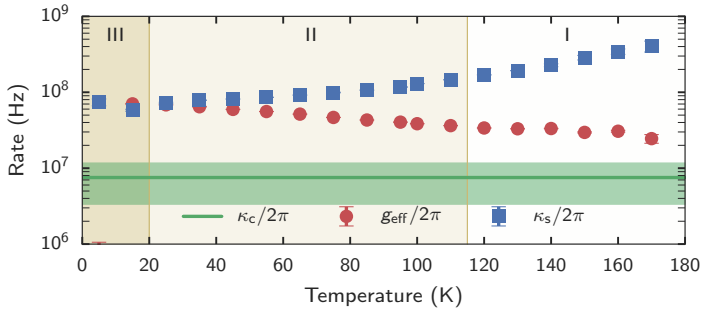 10⁹
III II I
10⁸
10⁷
10⁶
Rate (Hz)
κc/2π geff/2π κs/2π
0 20 40 60 80 100 120 140 160 180
Temperature (K)